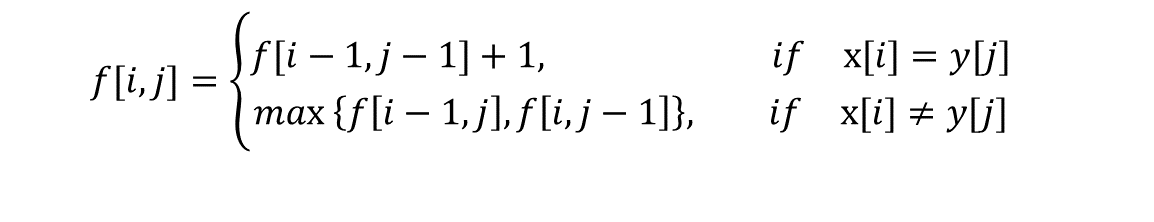 f[i, j] = { f[i − 1, j − 1] + 1, if x[i] = y[j]
max {f[i − 1, j], f[i, j − 1]}, if x[i] ≠ y[j]